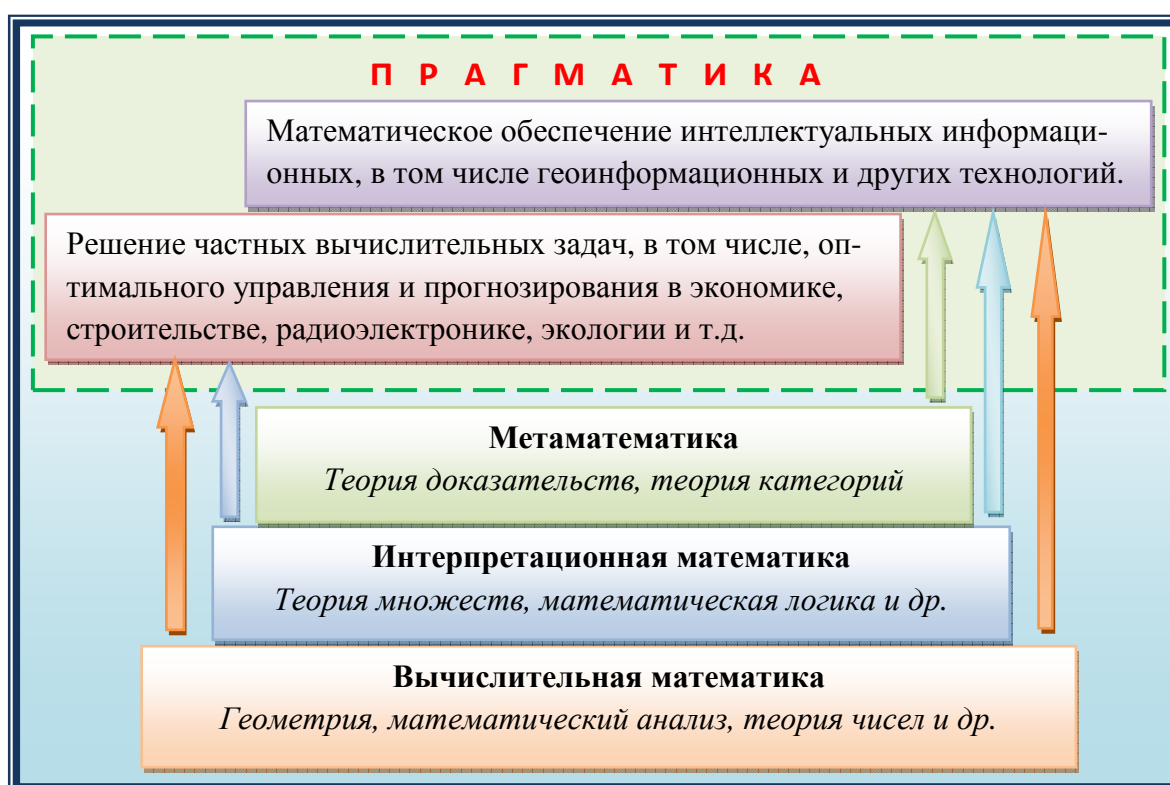 П Р А Г М А Т И К А
Математическое обеспечение интеллектуальных информаци-
онных, в том числе геоинформационных и других технологий.
Решение частных вычислительных задач, в том числе, оп-
тимального управления и прогнозирования в экономике,
строительстве, радиоэлектронике, экологии и т.д.
Метаматематика
Теория доказательств, теория категорий
Интерпретационная математика
Теория множеств, математическая логика и др.
Вычислительная математика
Геометрия, математический анализ, теория чисел и др.